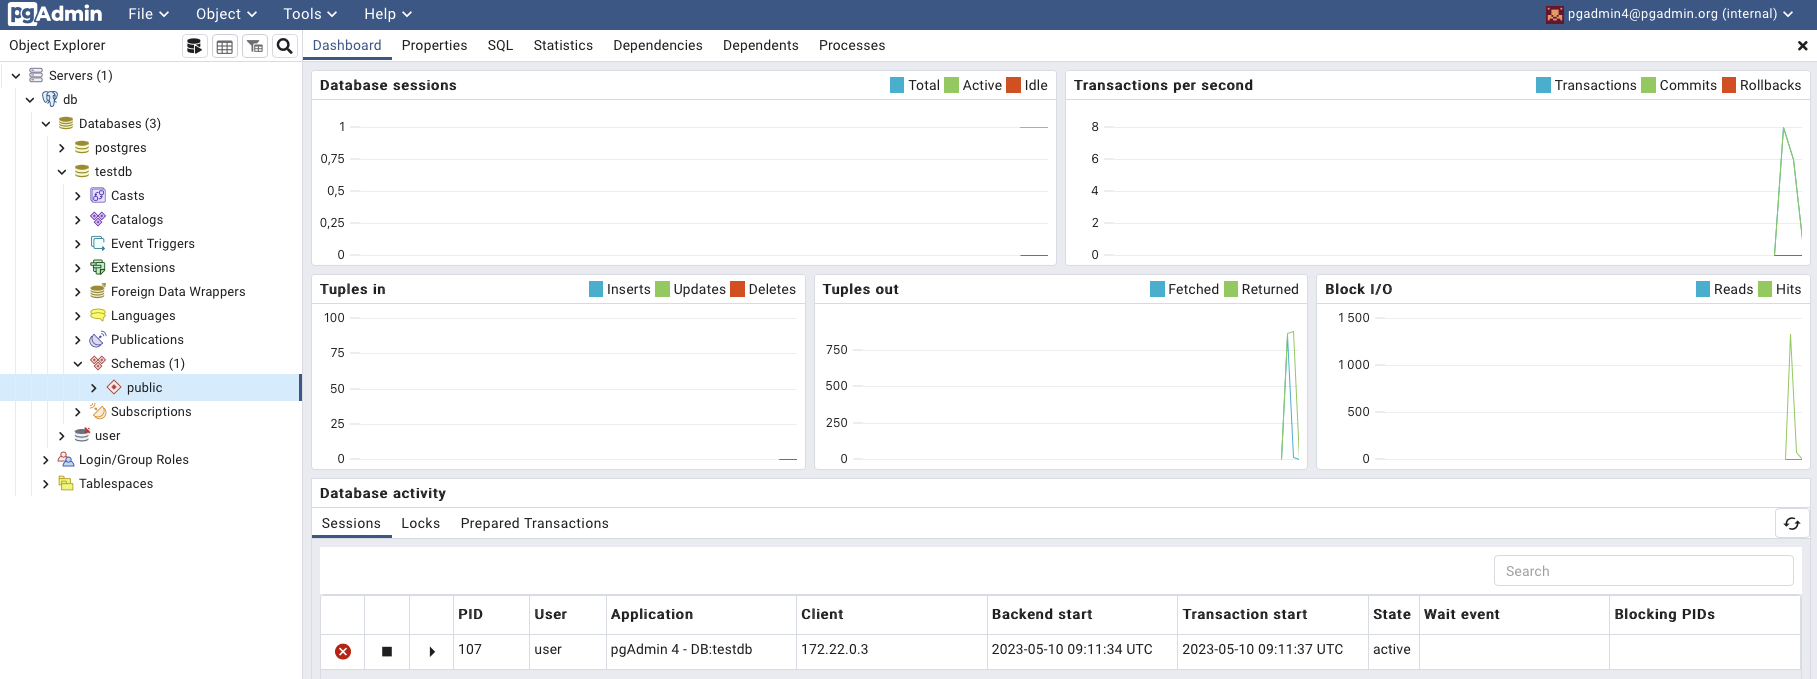 pgAdmin File Object Tools Help pgadmin4@pgadmin.org (internal)
Object Explorer
Dashboard Properties SQL Statistics Dependencies Dependents Processes
Servers (1)
db
Databases (3)
postgres
testdb
Casts
Catalogs
Event Triggers
Extensions
Foreign Data Wrappers
Languages
Publications
Schemas (1)
public
Subscriptions
user
Login/Group Roles
Tablespaces
Database sessions Total Active Idle
1
0,75
0,5
0,25
0
Transactions per second Transactions Commits Rollbacks
8
6
4
2
0
Tuples in Inserts Updates Deletes
100
75
50
25
0
Tuples out Fetched Returned
750
500
250
0
Block I/O Reads Hits
1 500
1 000
500
0
Database activity
Sessions Locks Prepared Transactions
Search
PID User Application Client Backend start Transaction start State Wait event Blocking PIDs
107 user pgAdmin 4 - DB:testdb 172.22.0.3 2023-05-10 09:11:34 UTC 2023-05-10 09:11:37 UTC active